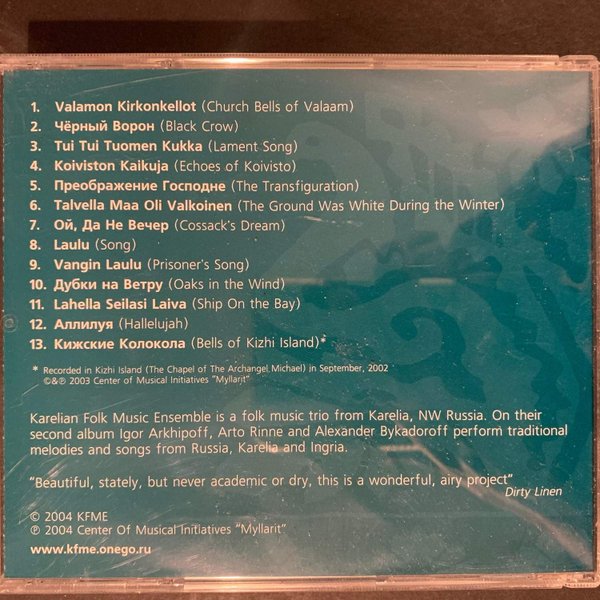 1. Valamon Kirkonkellot (Church Bells of Valaam)
2. Чёрный Ворон (Black Crow)
3. Tui Tui Tuomen Kukka (Lament Song)
4. Koiviston Kaikuja (Echoes of Koivisto)
5. Преображение Господне (The Transfiguration)
6. Talvella Maa Oli Valkoinen (The Ground Was White During the Winter)
7. Ой, Да Не Вечер (Cossack's Dream)
8. Laulu (Song)
9. Vangin Laulu (Prisoner's Song)
10. Дубки на Ветру (Oaks in the Wind)
11. Lahella Seilasi Laiva (Ship On the Bay)
12. Аллилуя (Hallelujah)
13. Кижские Колокола (Bells of Kizhi Island)*
* Recorded in Kizhi Island (The Chapel of The Archangel Michael) in September, 2002
©&℗ 2003 Center of Musical Initiatives "Myllarit"
Karelian Folk Music Ensemble is a folk music trio from Karelia, NW Russia. On their
second album Igor Arkhipoff, Arto Rinne and Alexander Bykadoroff perform traditional
melodies and songs from Russia, Karelia and Ingria.
"Beautiful, stately, but never academic or dry, this is a wonderful, airy project"
Dirty Linen
© 2004 KFME
℗ 2004 Center Of Musical Initiatives "Myllarit"
www.kfme.onego.ru